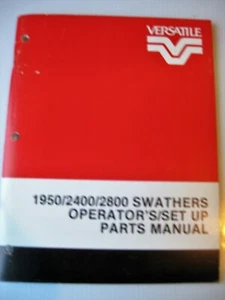 VERSATILE
1950/2400/2800 SWATHERS
OPERATOR'S/SET UP
PARTS MANUAL